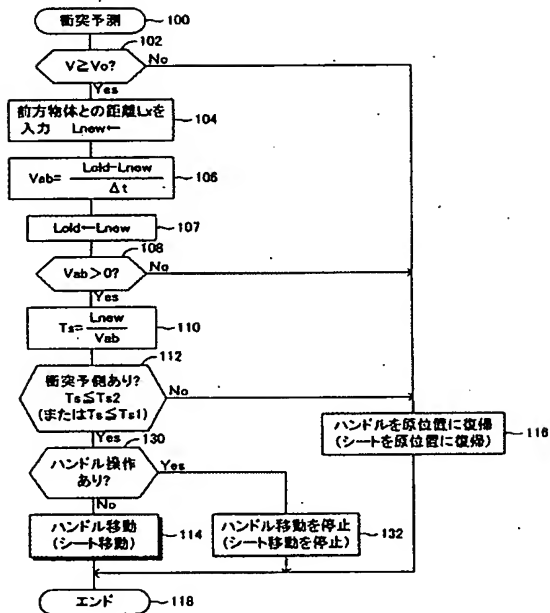 衝突予測
100
102
V≧Vo?
No
Yes
前方物体との距離Lxを
入力 Lnew←
104
Vab= Lold-Lnew
Δt
106
Lold←Lnew
107
108
Vab>0?
No
Yes
Ts= Lnew
Vab
110
112
衝突予測あり?
Ts≦Ts2
(またはTs≦Ts1)
No
Yes
130
ハンドル操作
あり?
Yes
No
ハンドルを原位置に復帰
(シートを原位置に復帰)
116
ハンドル移動
(シート移動)
114
ハンドル移動を停止
(シート移動を停止)
132
エンド
118